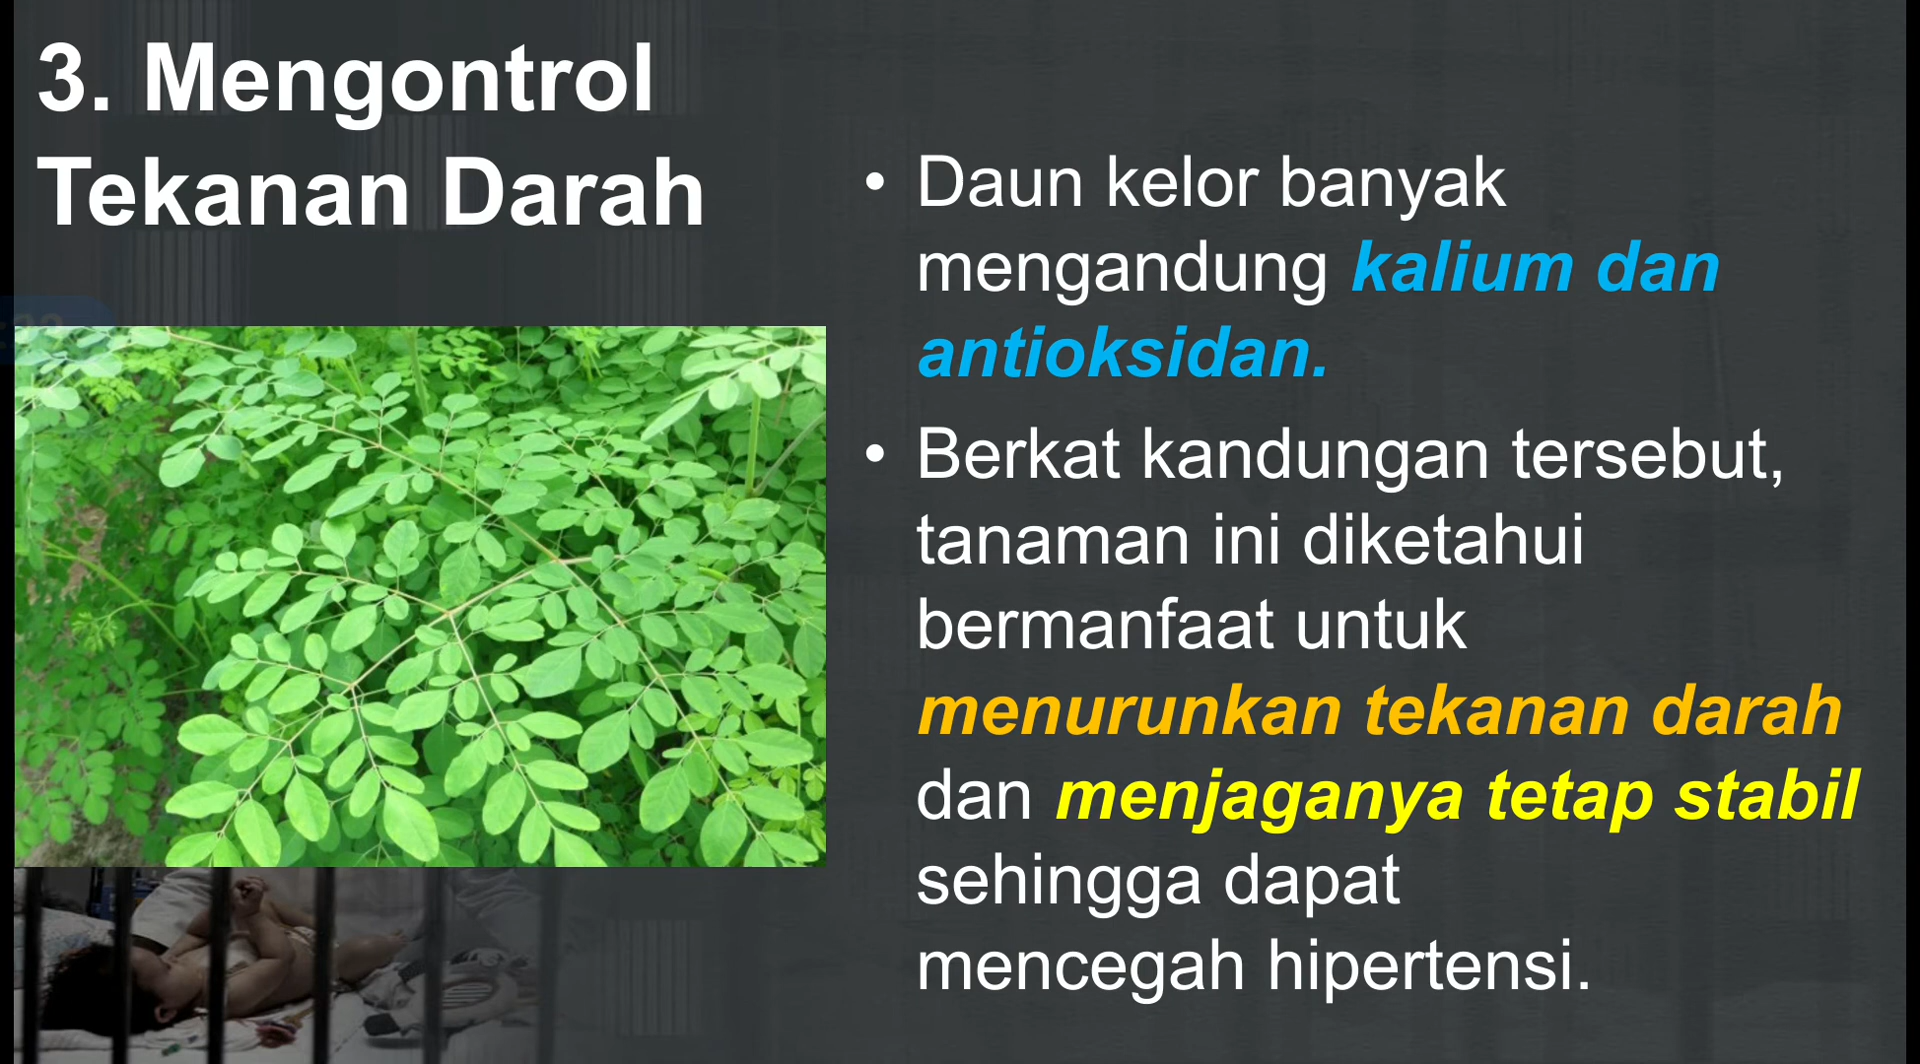 3. Mengontrol
Tekanan Darah
• Daun kelor banyak
mengandung kalium dan
antioksidan.
• Berkat kandungan tersebut,
tanaman ini diketahui
bermanfaat untuk
menurunkan tekanan darah
dan menjaganya tetap stabil
sehingga dapat
mencegah hipertensi.